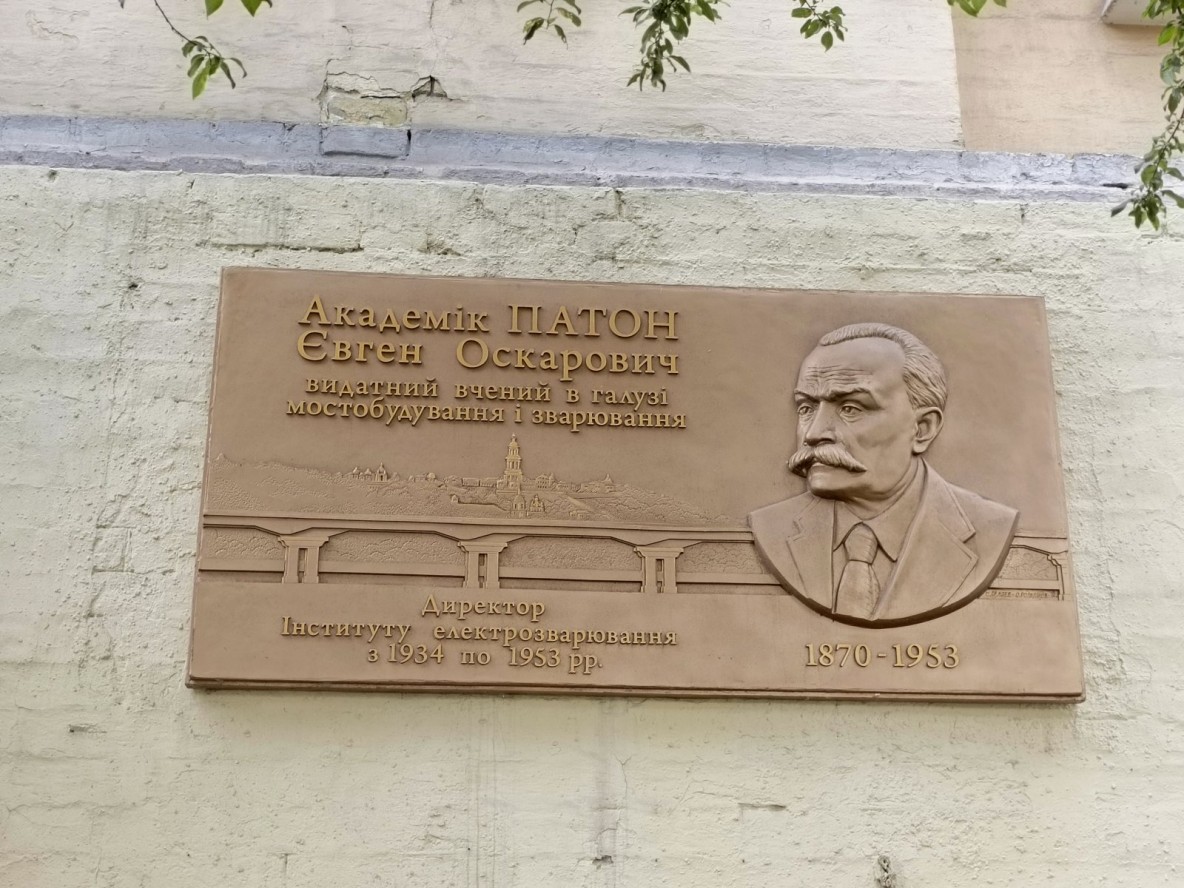 Академік ПАТОН
Євген Оскарович
видатний вчений в галузі
мостобудування і зварювання
Директор
Інституту електрозварювання
з 1934 по 1953 рр.
1870-1953